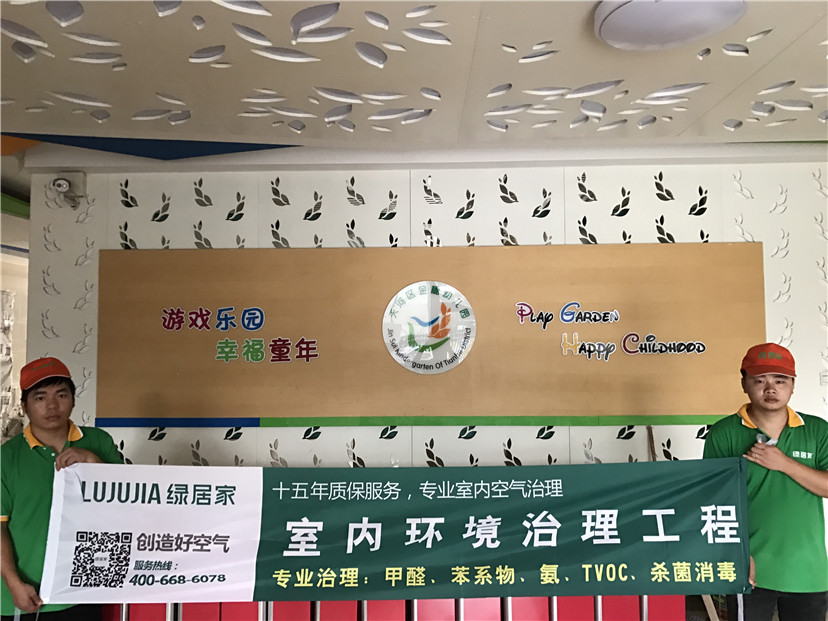 游戏乐园
幸福童年
PLAY GARDEN
HAPPY CHILDHOOD
LUJUJIA 绿居家
创造好空气
服务热线:
400-668-6078
十五年质保服务，专业室内空气治理
室内环境治理工程
专业治理：甲醛、苯系物、氨、TVOC、杀菌消毒
绿居家